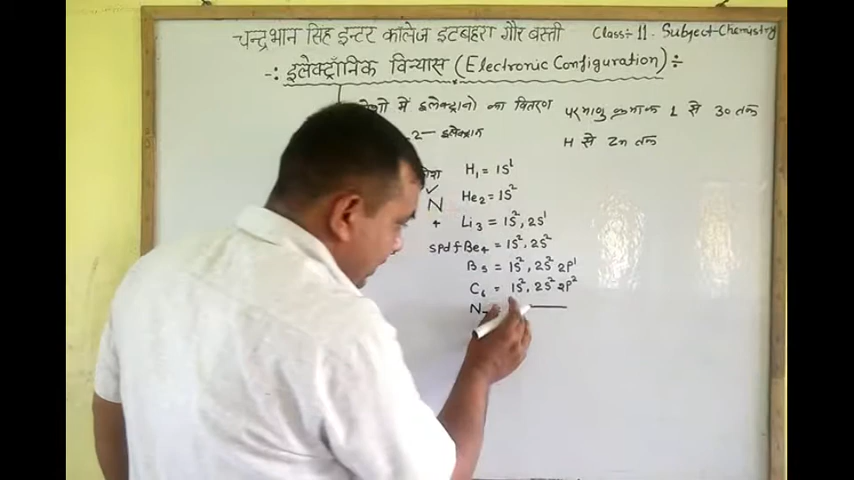 चन्द्रभान सिंह इन्टर कालेज इटबहरा गौर बस्ती Class÷ 11. Subject-Chemistry
-: इलेक्ट्रॉनिक विन्यास (Electronic Configuration) ÷
में इलेक्ट्रानो का वितरण परमाणु क्रमांक 1 से 30 तक
2 — इलेक्ट्रान H से Zn तक
H₁ = 1S¹
✓
N He₂ = 1S²
+ Li₃ = 1S², 2S¹
spdf Be₄ = 1S², 2S²
B₅ = 1S², 2S² 2P¹
C₆ = 1S², 2S² 2P²
N